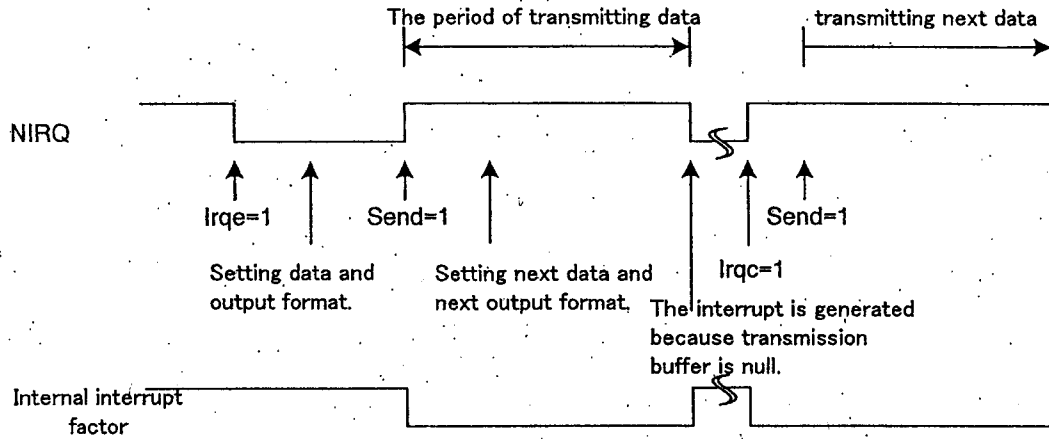 The period of transmitting data
transmitting next data
NIRQ
Irqe=1
Send=1
Send=1
Irqc=1
Setting data and
output format.
Setting next data and
next output format.
The interrupt is generated
because transmission
buffer is null.
Internal interrupt
factor